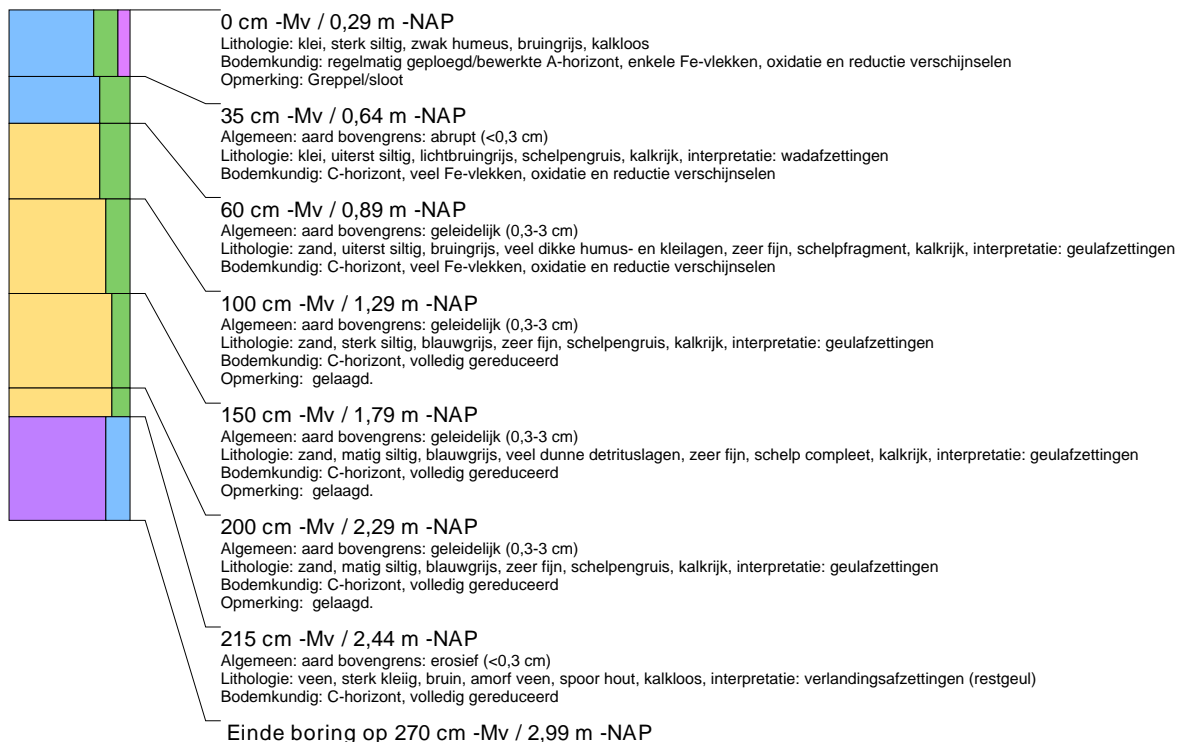 0 cm -Mv / 0,29 m -NAP
Lithologie: klei, sterk siltig, zwak humeus, bruingrijs, kalkloos
Bodemkundig: regelmatig geploegd/bewerkte A-horizont, enkele Fe-vlekken, oxidatie en reductie verschijnselen
Opmerking: Greppel/sloot
35 cm -Mv / 0,64 m -NAP
Algemeen: aard bovengrens: abrupt (<0,3 cm)
Lithologie: klei, uiterst siltig, lichtbruingrijs, schelpengruis, kalkrijk, interpretatie: wadafzettingen
Bodemkundig: C-horizont, veel Fe-vlekken, oxidatie en reductie verschijnselen
60 cm -Mv / 0,89 m -NAP
Algemeen: aard bovengrens: geleidelijk (0,3-3 cm)
Lithologie: zand, uiterst siltig, bruingrijs, veel dikke humus- en kleilagen, zeer fijn, schelpfragment, kalkrijk, interpretatie: geulafzettingen
Bodemkundig: C-horizont, veel Fe-vlekken, oxidatie en reductie verschijnselen
100 cm -Mv / 1,29 m -NAP
Algemeen: aard bovengrens: geleidelijk (0,3-3 cm)
Lithologie: zand, sterk siltig, blauwgrijs, zeer fijn, schelpengruis, kalkrijk, interpretatie: geulafzettingen
Bodemkundig: C-horizont, volledig gereduceerd
Opmerking:  gelaagd.
150 cm -Mv / 1,79 m -NAP
Algemeen: aard bovengrens: geleidelijk (0,3-3 cm)
Lithologie: zand, matig siltig, blauwgrijs, veel dunne detrituslagen, zeer fijn, schelp compleet, kalkrijk, interpretatie: geulafzettingen
Bodemkundig: C-horizont, volledig gereduceerd
Opmerking:  gelaagd.
200 cm -Mv / 2,29 m -NAP
Algemeen: aard bovengrens: geleidelijk (0,3-3 cm)
Lithologie: zand, matig siltig, blauwgrijs, zeer fijn, schelpengruis, kalkrijk, interpretatie: geulafzettingen
Bodemkundig: C-horizont, volledig gereduceerd
Opmerking:  gelaagd.
215 cm -Mv / 2,44 m -NAP
Algemeen: aard bovengrens: erosief (<0,3 cm)
Lithologie: veen, sterk kleiig, bruin, amorf veen, spoor hout, kalkloos, interpretatie: verlandingsafzettingen (restgeul)
Bodemkundig: C-horizont, volledig gereduceerd
Einde boring op 270 cm -Mv / 2,99 m -NAP